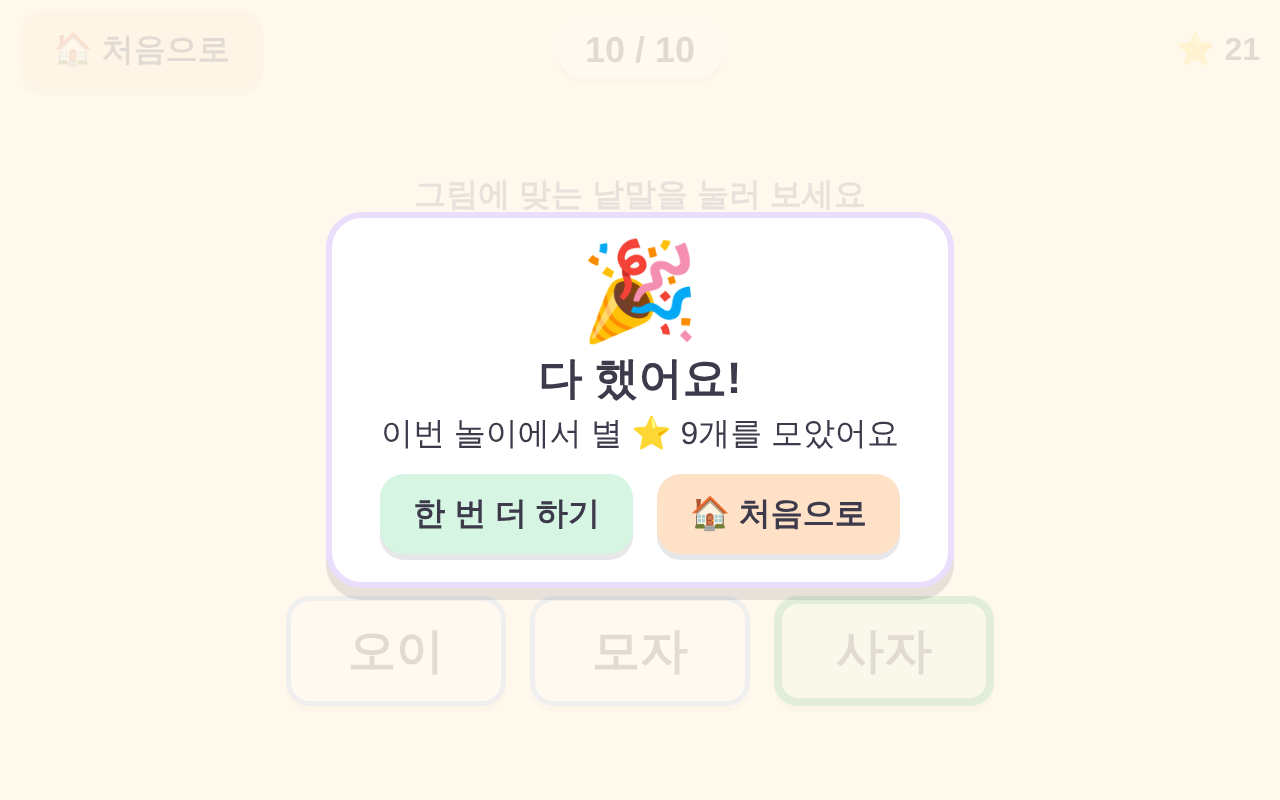 🏠 처음으로
10 / 10
⭐ 21
그림에 맞는 낱말을 눌러 보세요
다 했어요!
이번 놀이에서 별 ⭐ 9개를 모았어요
한 번 더 하기
🏠 처음으로
오이
모자
사자